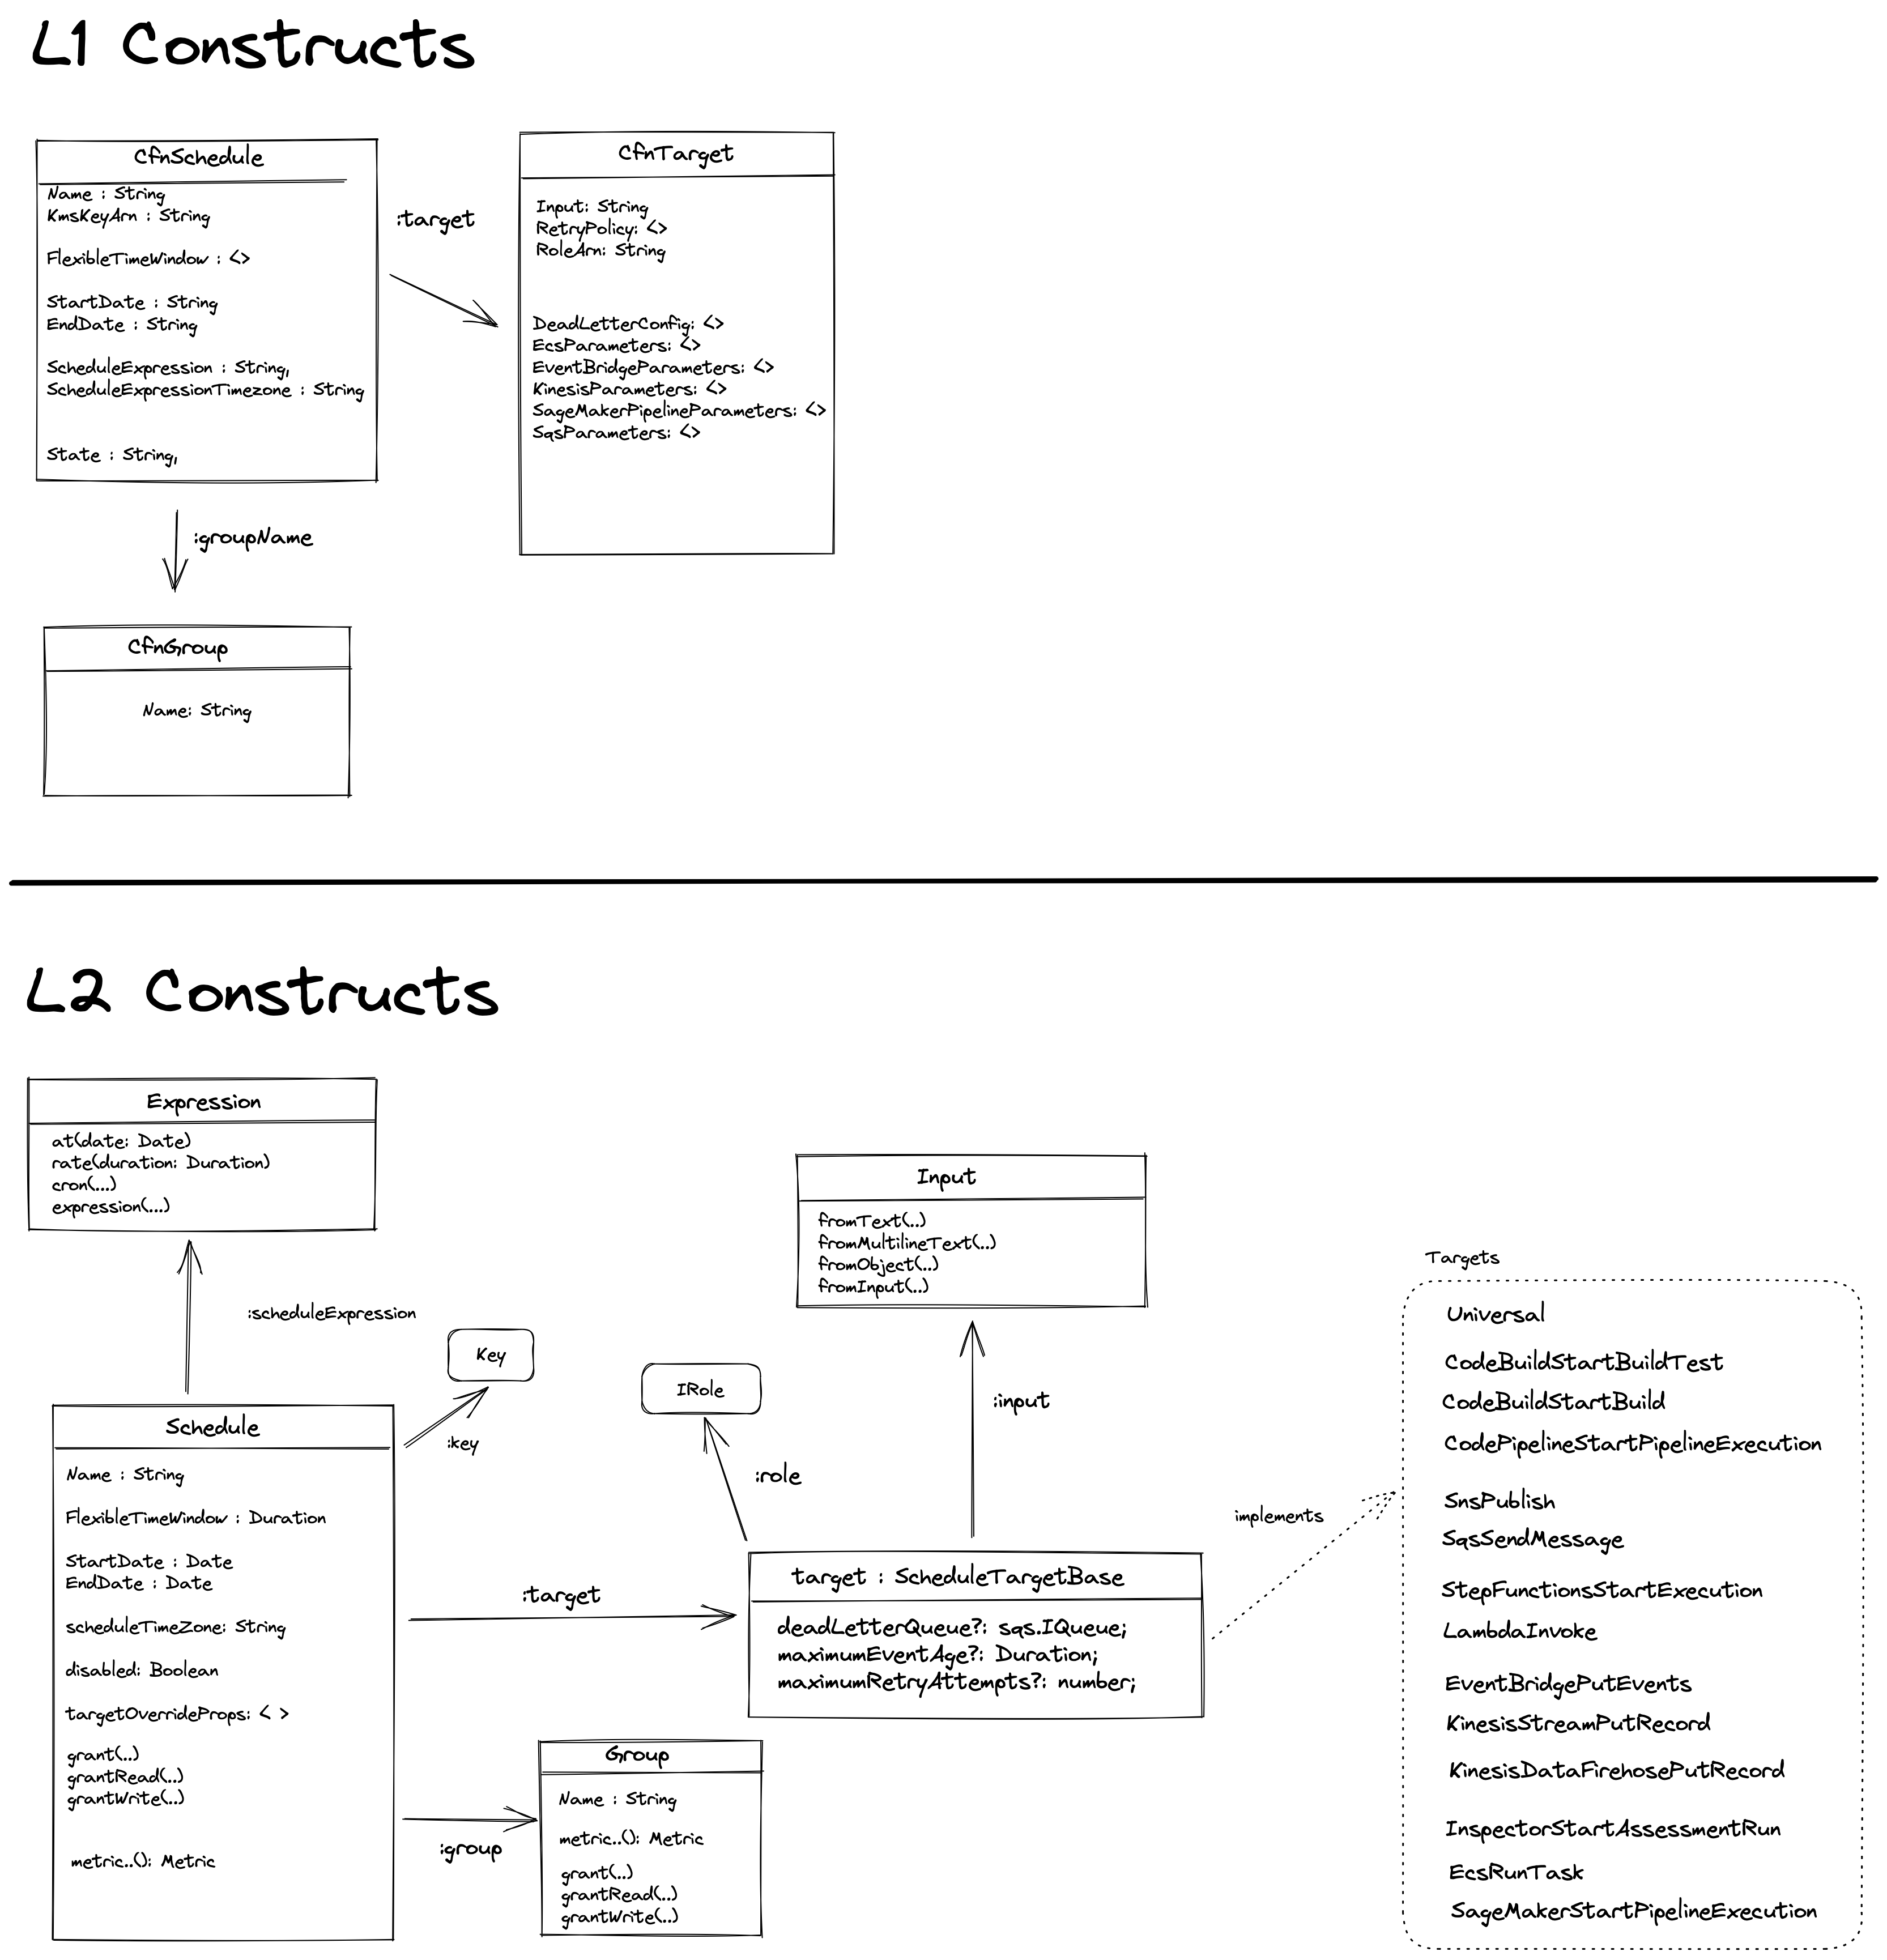 L1 Constructs
CfnSchedule
Name : String
KmsKeyArn : String
FlexibleTimeWindow : <>
StartDate : String
EndDate : String
ScheduleExpression : String,
ScheduleExpressionTimezone : String
State : String,
:target
CfnTarget
Input: String
RetryPolicy: <>
RoleArn: String
DeadLetterConfig: <>
EcsParameters: <>
EventBridgeParameters: <>
KinesisParameters: <>
SageMakerPipelineParameters: <>
SqsParameters: <>
:groupName
CfnGroup
Name: String
L2 Constructs
Expression
at(date: Date)
rate(duration: Duration)
cron(...)
expression(...)
:scheduleExpression
Key
:key
Schedule
Name : String
FlexibleTimeWindow : Duration
StartDate : Date
EndDate : Date
scheduleTimeZone: String
disabled: Boolean
targetOverrideProps: < >
grant(..)
grantRead(..)
grantWrite(..)
metric..(): Metric
:target
:group
Group
Name : String
metric..(): Metric
grant(..)
grantRead(..)
grantWrite(..)
IRole
:role
Input
fromText(..)
fromMultilineText(..)
fromObject(..)
fromInput(..)
:input
target : ScheduleTargetBase
deadLetterQueue?: sqs.IQueue;
maximumEventAge?: Duration;
maximumRetryAttempts?: number;
implements
Targets
Universal
CodeBuildStartBuildTest
CodeBuildStartBuild
CodePipelineStartPipelineExecution
SnsPublish
SqsSendMessage
StepFunctionsStartExecution
LambdaInvoke
EventBridgePutEvents
KinesisStreamPutRecord
KinesisDataFirehosePutRecord
InspectorStartAssessmentRun
EcsRunTask
SageMakerStartPipelineExecution